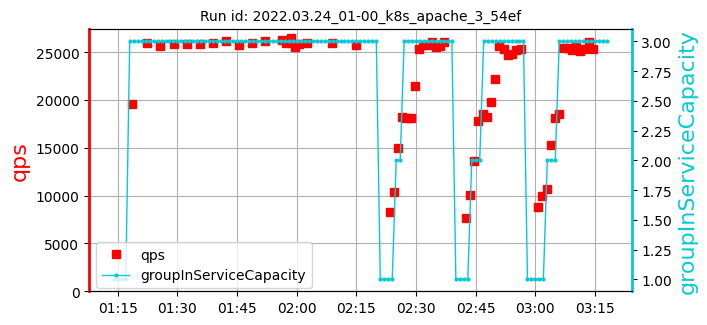 Run id: 2022.03.24_01-00_k8s_apache_3_54ef
25000
20000
15000
10000
5000
0
qps
3.00
2.75
2.50
2.25
2.00
1.75
1.50
1.25
1.00
groupInServiceCapacity
qps
groupInServiceCapacity
01:15 01:30 01:45 02:00 02:15 02:30 02:45 03:00 03:15